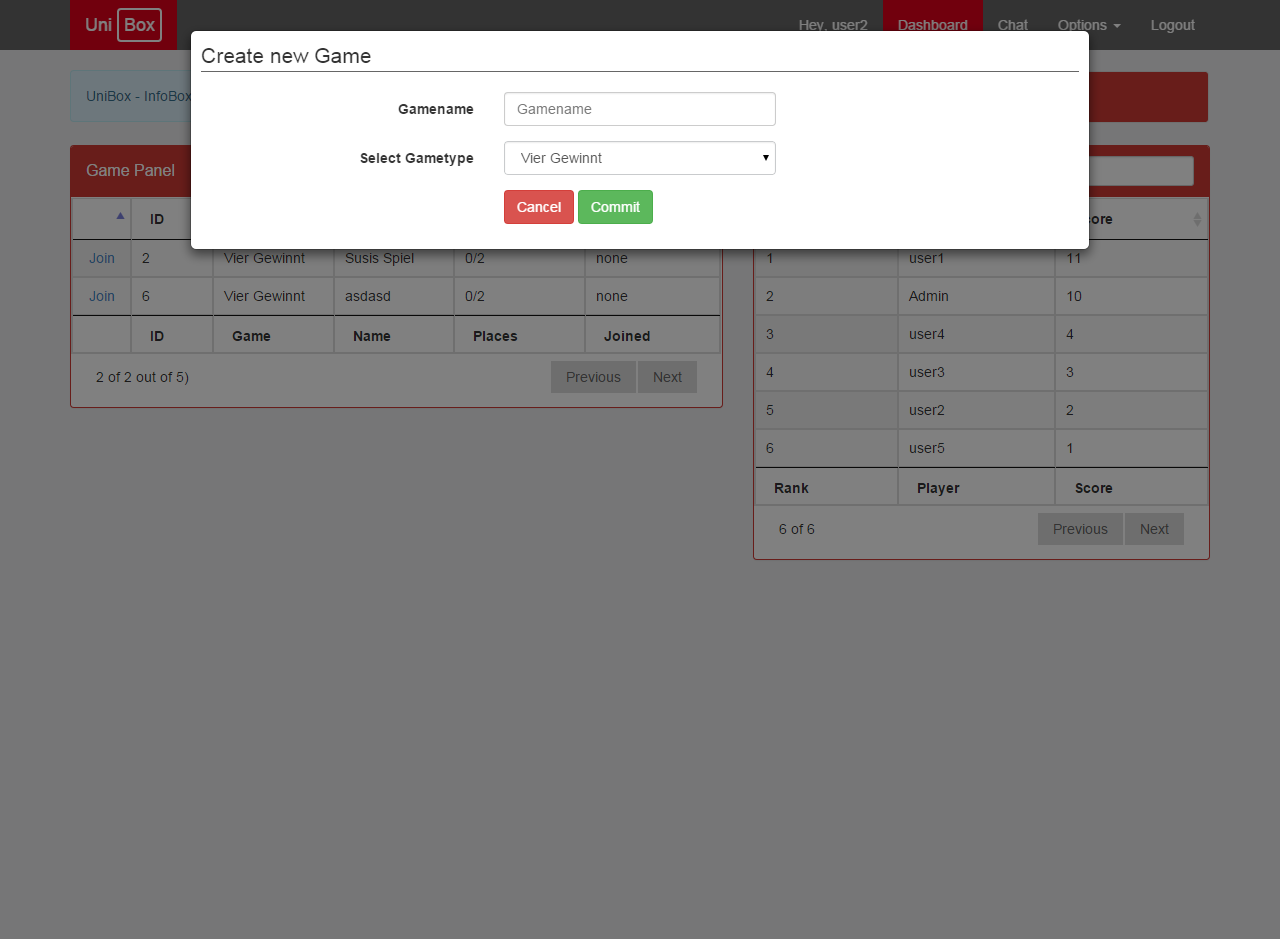 Uni Box Hey, user2 Dashboard Chat Options Logout
Create new Game
UniBox - InfoBox
Gamename Gamename
Select Gametype Vier Gewinnt
Cancel Commit
Game Panel
ID
Join 2 Vier Gewinnt Susis Spiel 0/2 none
Join 6 Vier Gewinnt asdasd 0/2 none
ID Game Name Places Joined
2 of 2 out of 5) Previous Next
core
1 user1 11
2 Admin 10
3 user4 4
4 user3 3
5 user2 2
6 user5 1
Rank Player Score
6 of 6 Previous Next